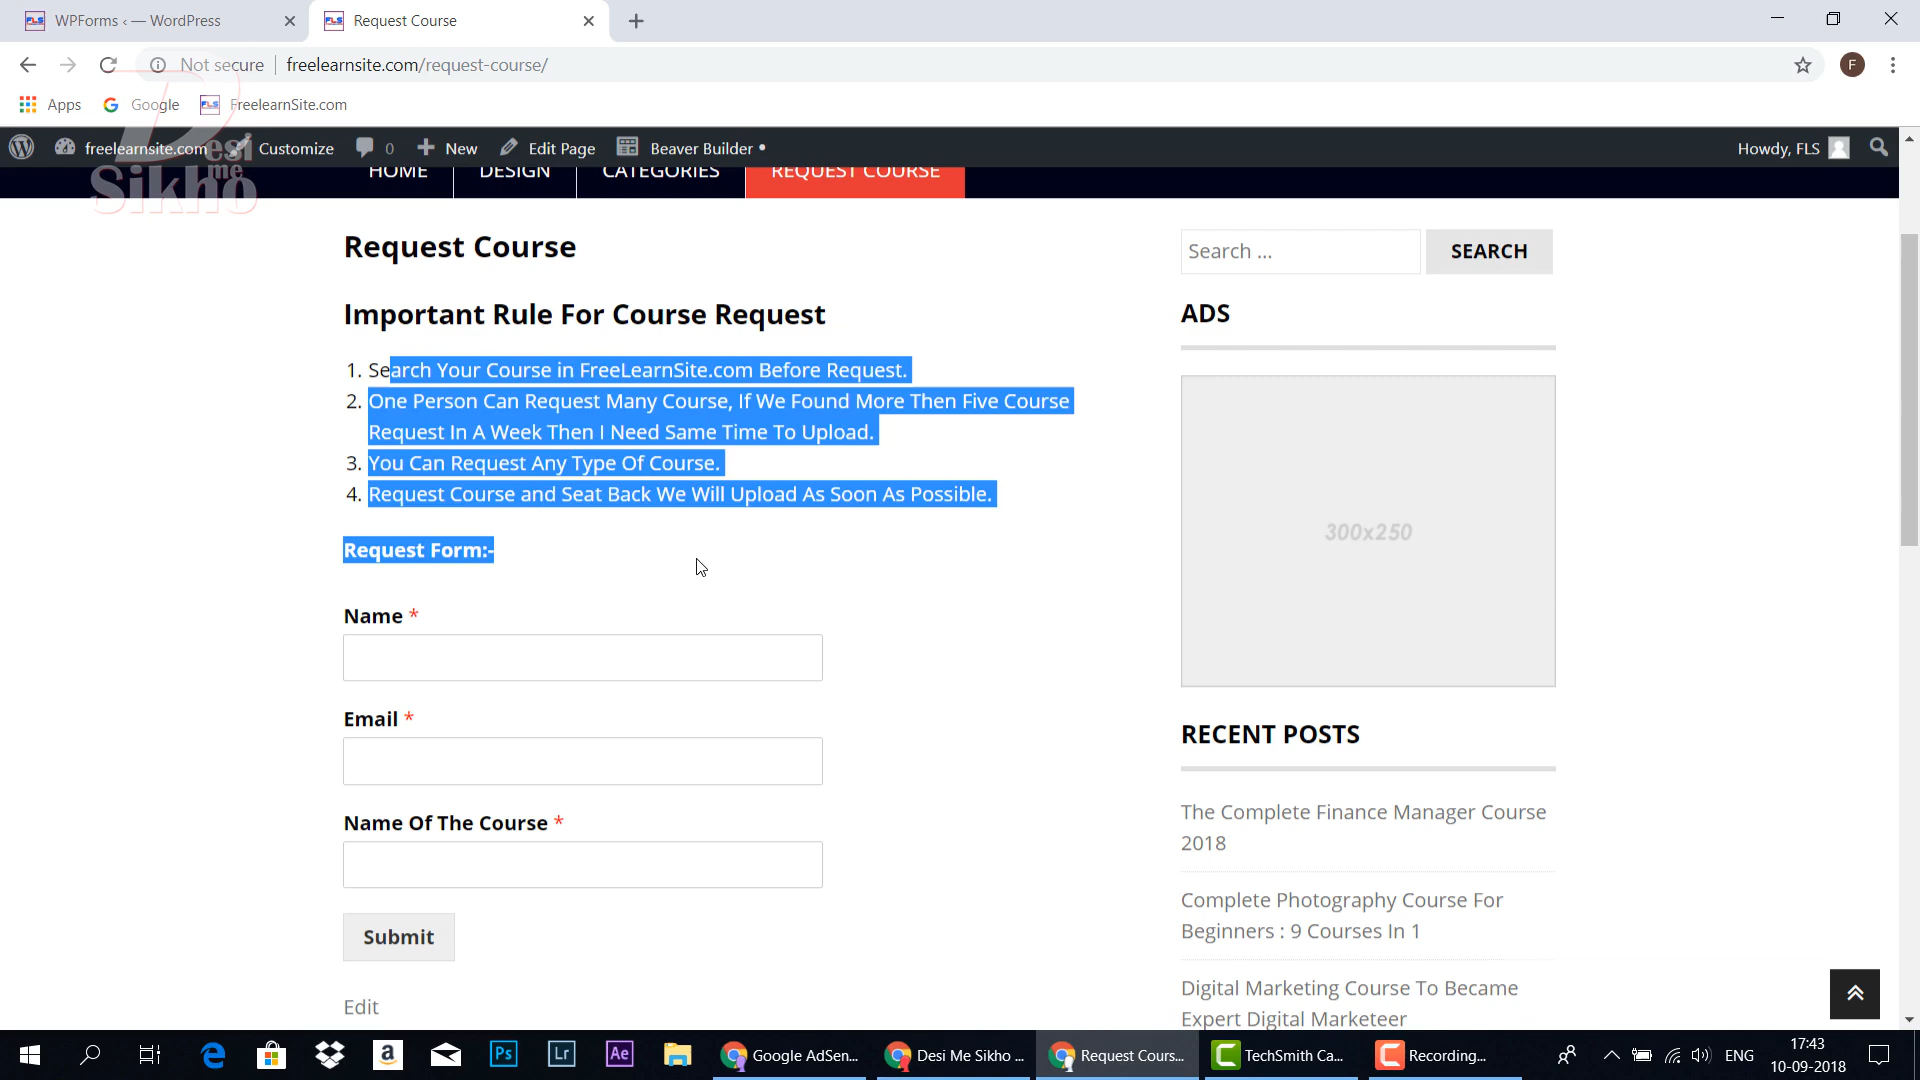 WPForms ‹ — WordPress
Request Course
Not secure
freelearnsite.com/request-course/
F
Apps
Google
FreelearnSite.com
Desi
me
Sikho
freelearnsite.com
Customize
0
New
Edit Page
Beaver Builder •
Howdy, FLS
HOME
DESIGN
CATEGORIES
REQUEST COURSE
Request Course
Search ...
SEARCH
Important Rule For Course Request
ADS
1. Search Your Course in FreeLearnSite.com Before Request.
2. One Person Can Request Many Course, If We Found More Then Five Course
Request In A Week Then I Need Same Time To Upload.
3. You Can Request Any Type Of Course.
4. Request Course and Seat Back We Will Upload As Soon As Possible.
300x250
Request Form:-
Name *
Email *
RECENT POSTS
Name Of The Course *
The Complete Finance Manager Course
2018
Complete Photography Course For
Beginners : 9 Courses In 1
Submit
Digital Marketing Course To Became
Expert Digital Marketeer
Edit
Ps
Lr
Ae
Google AdSen...
Desi Me Sikho ...
Request Cours...
TechSmith Ca...
Recording...
ENG
17:43
10-09-2018